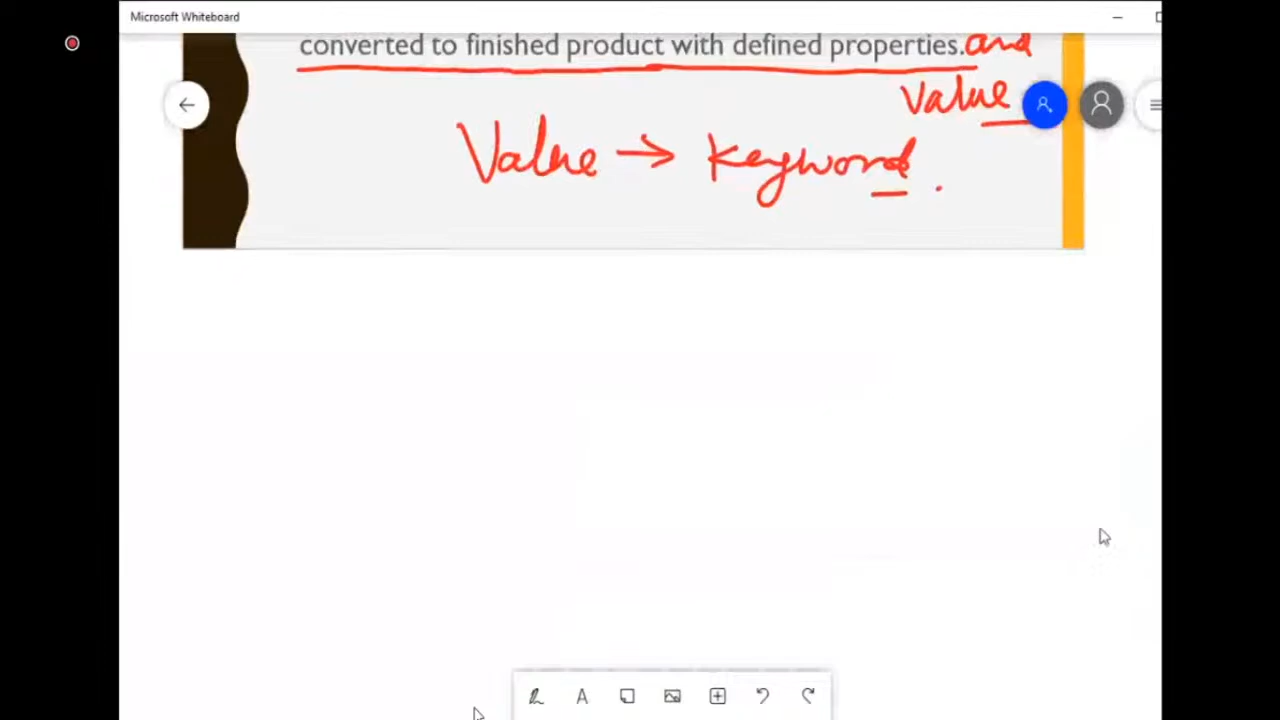 Microsoft Whiteboard
converted to finished product with defined properties. and
value
Value → Keyword.
A